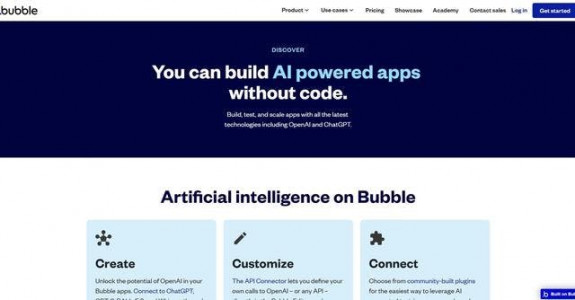 .bubble
Product Use cases Pricing Showcase Academy Contact sales Log in Get started
DISCOVER
You can build AI powered apps
without code.
Build, test, and scale apps with all the latest
technologies including OpenAI and ChatGPT.
Artificial intelligence on Bubble
Create
Unlock the potential of OpenAI in your
Bubble apps. Connect to ChatGPT,
Customize
The API Connector lets you define your
own calls to OpenAI – or any API –
Connect
Choose from community-built plugins
for the easiest way to leverage AI
Built on Bu